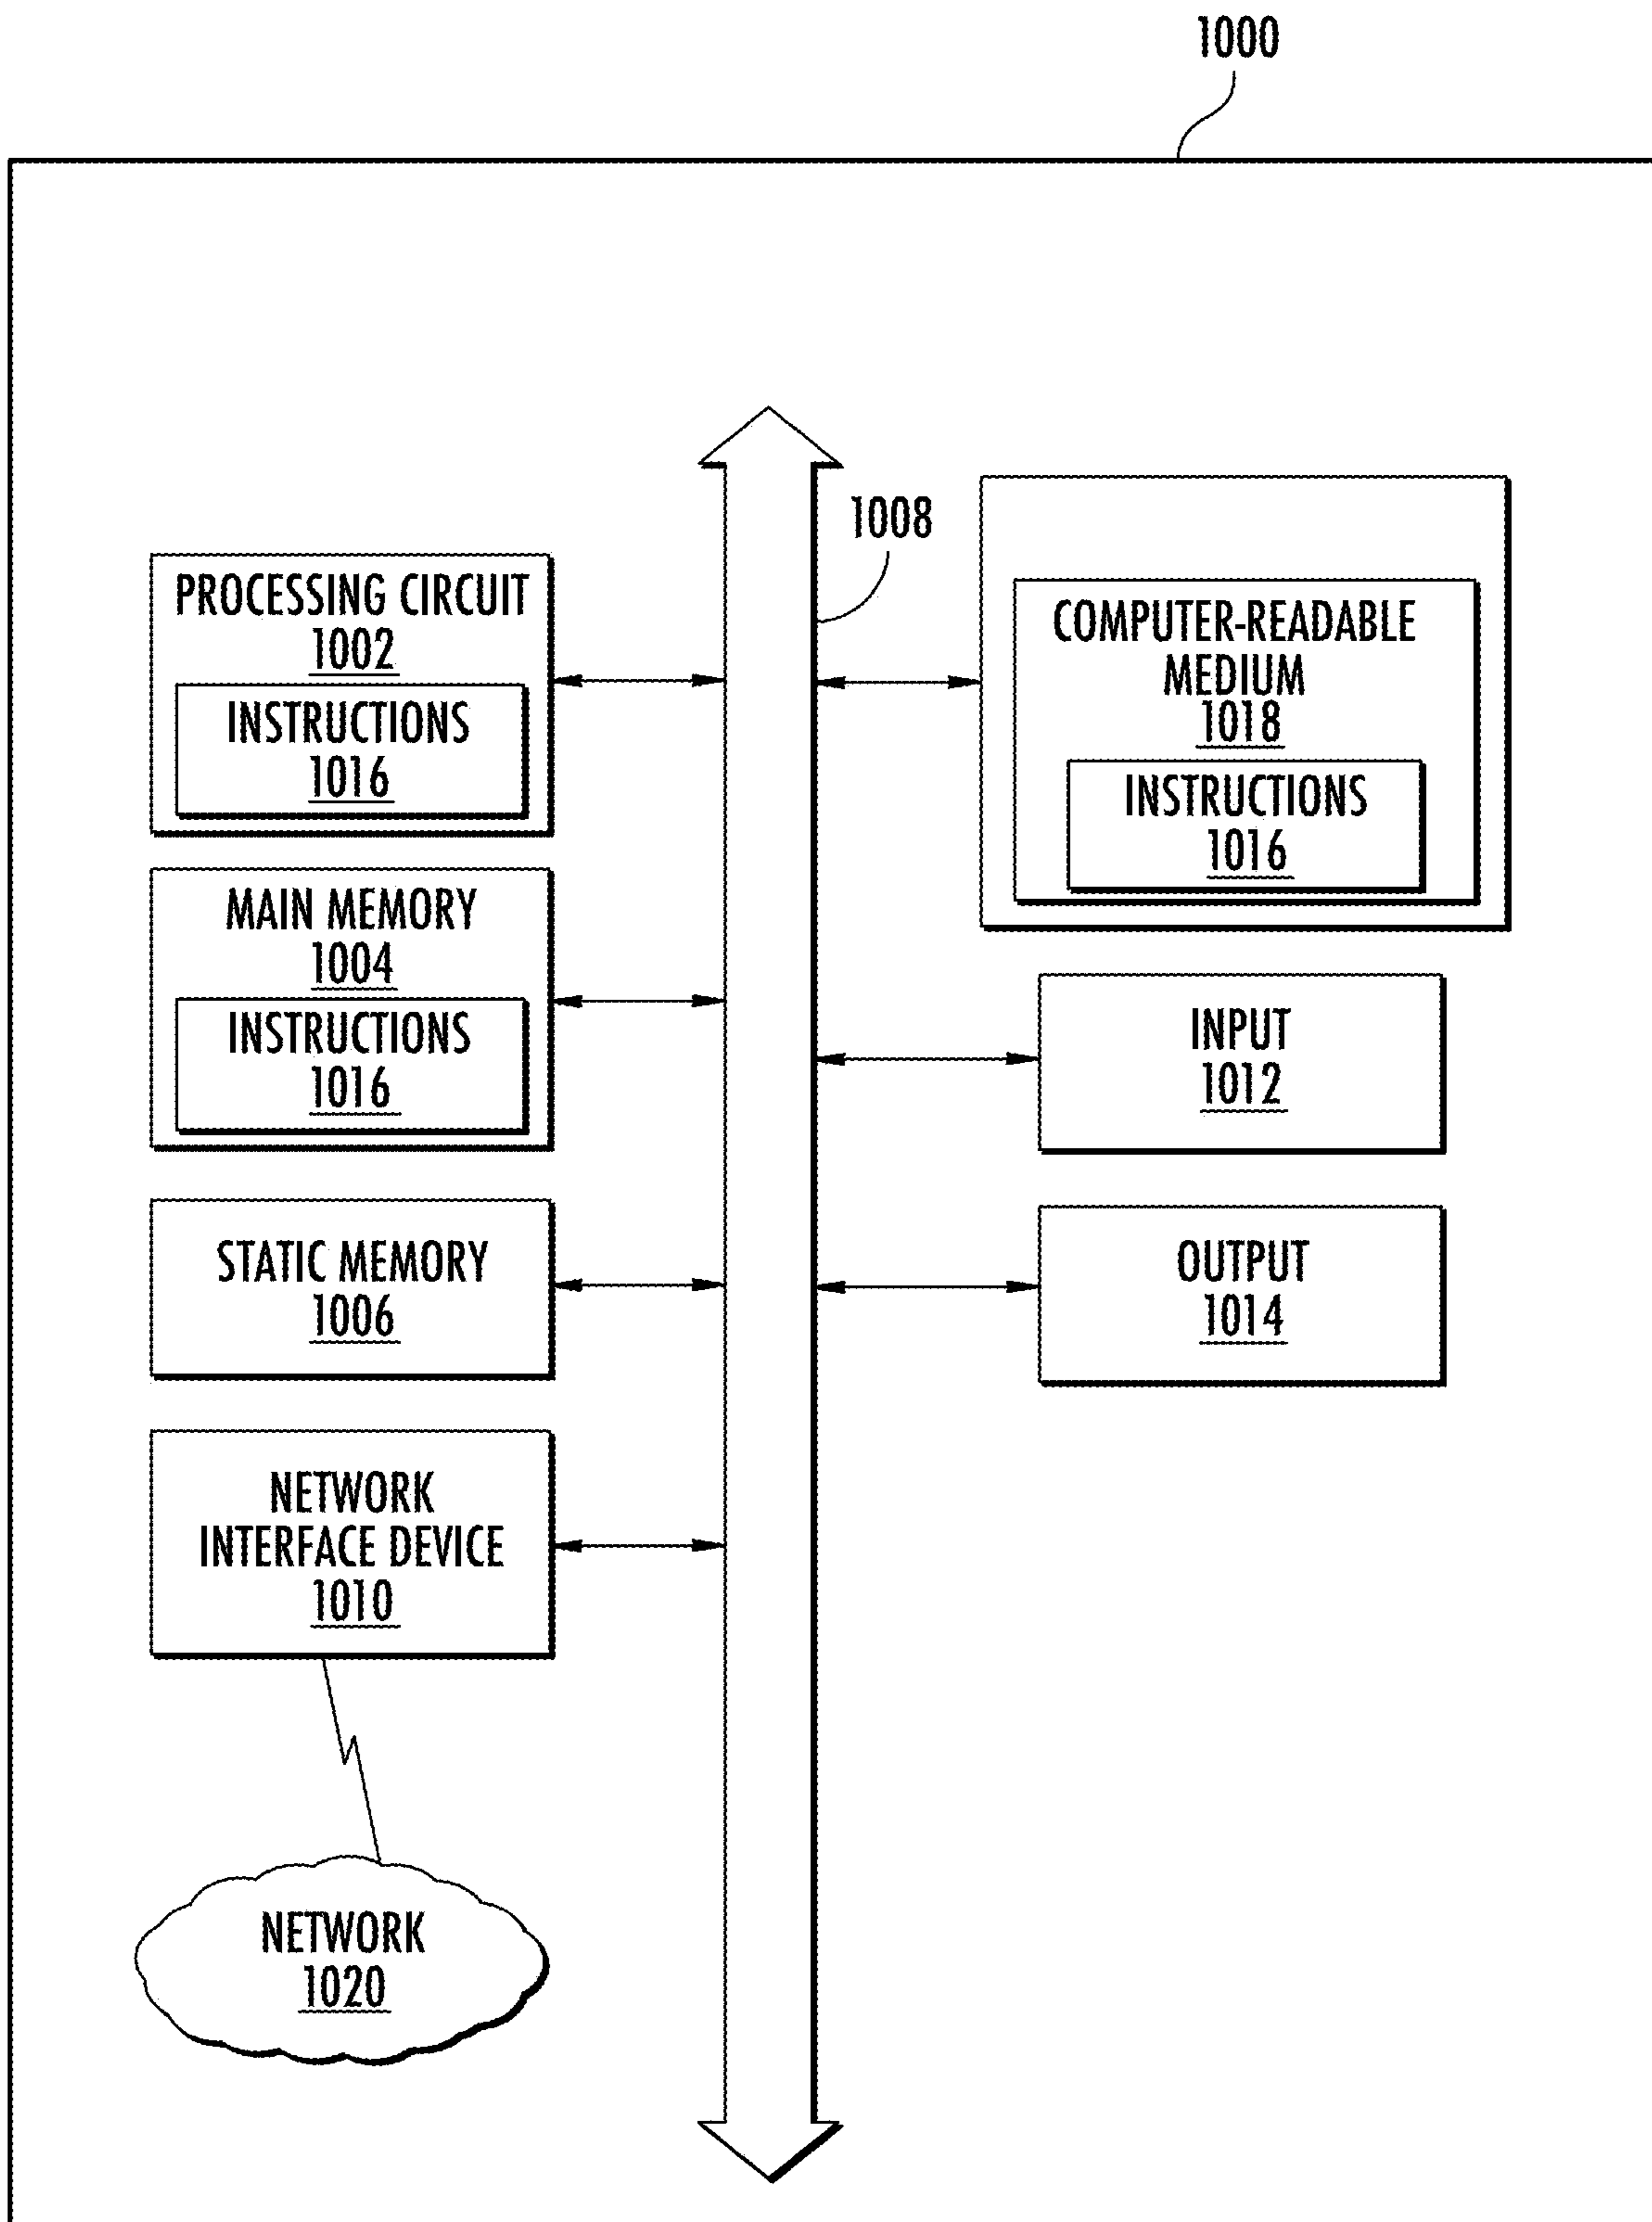 1000
1008
PROCESSING CIRCUIT
1002
INSTRUCTIONS
1016
MAIN MEMORY
1004
INSTRUCTIONS
1016
STATIC MEMORY
1006
NETWORK
INTERFACE DEVICE
1010
NETWORK
1020
COMPUTER-READABLE
MEDIUM
1018
INSTRUCTIONS
1016
INPUT
1012
OUTPUT
1014